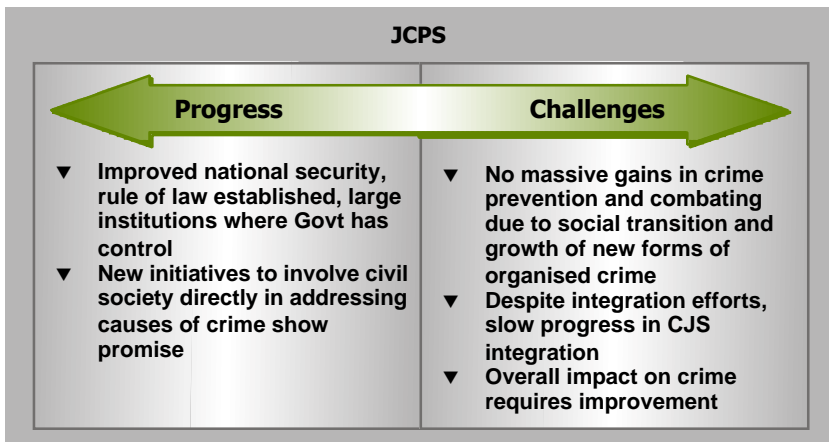 JCPS
Progress
▼ Improved national security,
rule of law established, large
institutions where Govt has
control
▼ New initiatives to involve civil
society directly in addressing
causes of crime show
promise
Challenges
▼ No massive gains in crime
prevention and combating
due to social transition and
growth of new forms of
organised crime
▼ Despite integration efforts,
slow progress in CJS
integration
▼ Overall impact on crime
requires improvement